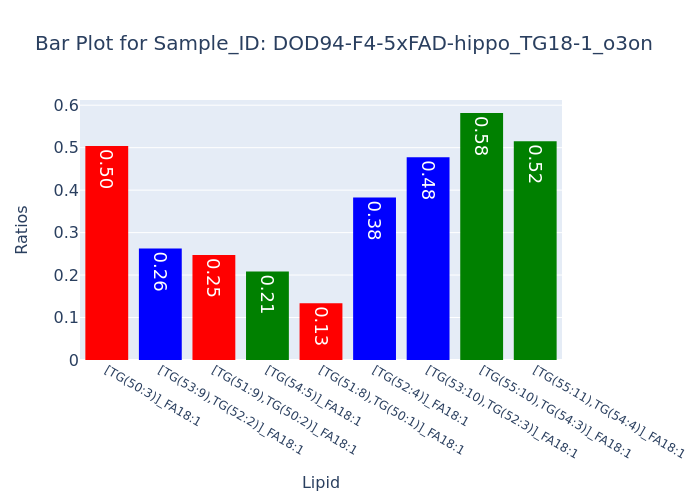 Bar Plot for Sample_ID: DOD94-F4-5xFAD-hippo_TG18-1_o3on
Ratios
0.6
0.5
0.4
0.3
0.2
0.1
0
0.50
0.26
0.25
0.21
0.13
0.38
0.48
0.58
0.52
[TG(50:3)]_FA18:1
[TG(53:9),TG(52:2)]_FA18:1
[TG(51:9),TG(50:2)]_FA18:1
[TG(54:5)]_FA18:1
[TG(51:8),TG(50:1)]_FA18:1
[TG(52:4)]_FA18:1
[TG(53:10),TG(52:3)]_FA18:1
[TG(55:10),TG(54:3)]_FA18:1
[TG(55:11),TG(54:4)]_FA18:1
Lipid